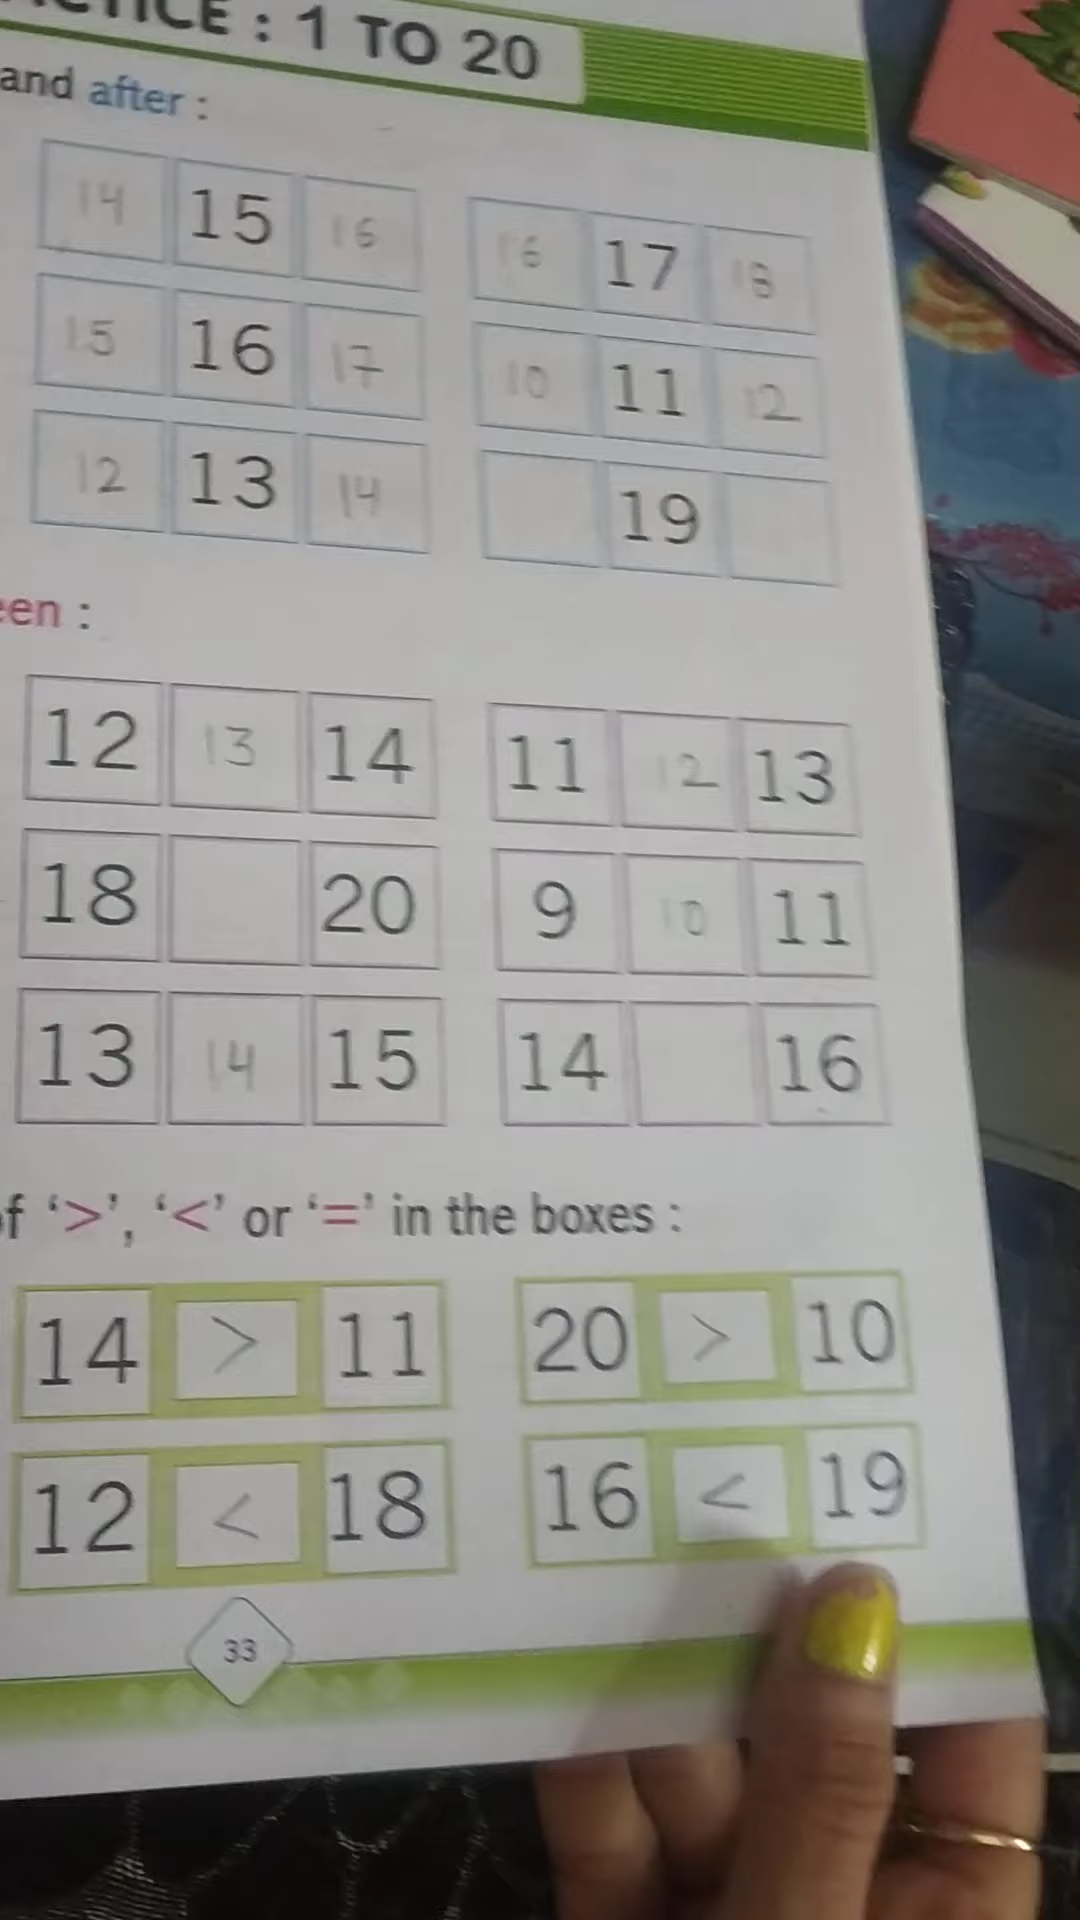 : 1 TO 20
and after :
14 15 16 16 17 18
15 16 17 10 11 12
12 13 14 19
een :
12 13 14 11 12 13
18 20 9 10 11
13 14 15 14 16
of '>', '<' or '=' in the boxes :
14 > 11 20 > 10
12 < 18 16 < 19
33